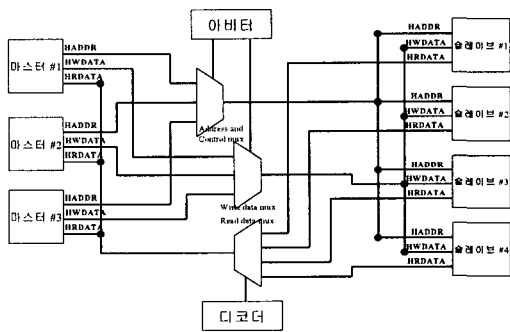 아비타
HADDR
마스터 #1
HWDATA
HRDATA
HADDR
마스터 #2
HWDATA
HRDATA
HADDR
마스터 #3
HWDATA
HRDATA
Address and
Control mux
Write data mux
Read data mux
디코더
HADDR
HWDATA
HRDATA
슬레이브 #1
HADDR
HWDATA
HRDATA
슬레이브 #2
HADDR
HWDATA
HRDATA
슬레이브 #3
HADDR
HWDATA
HRDATA
슬레이브 #4